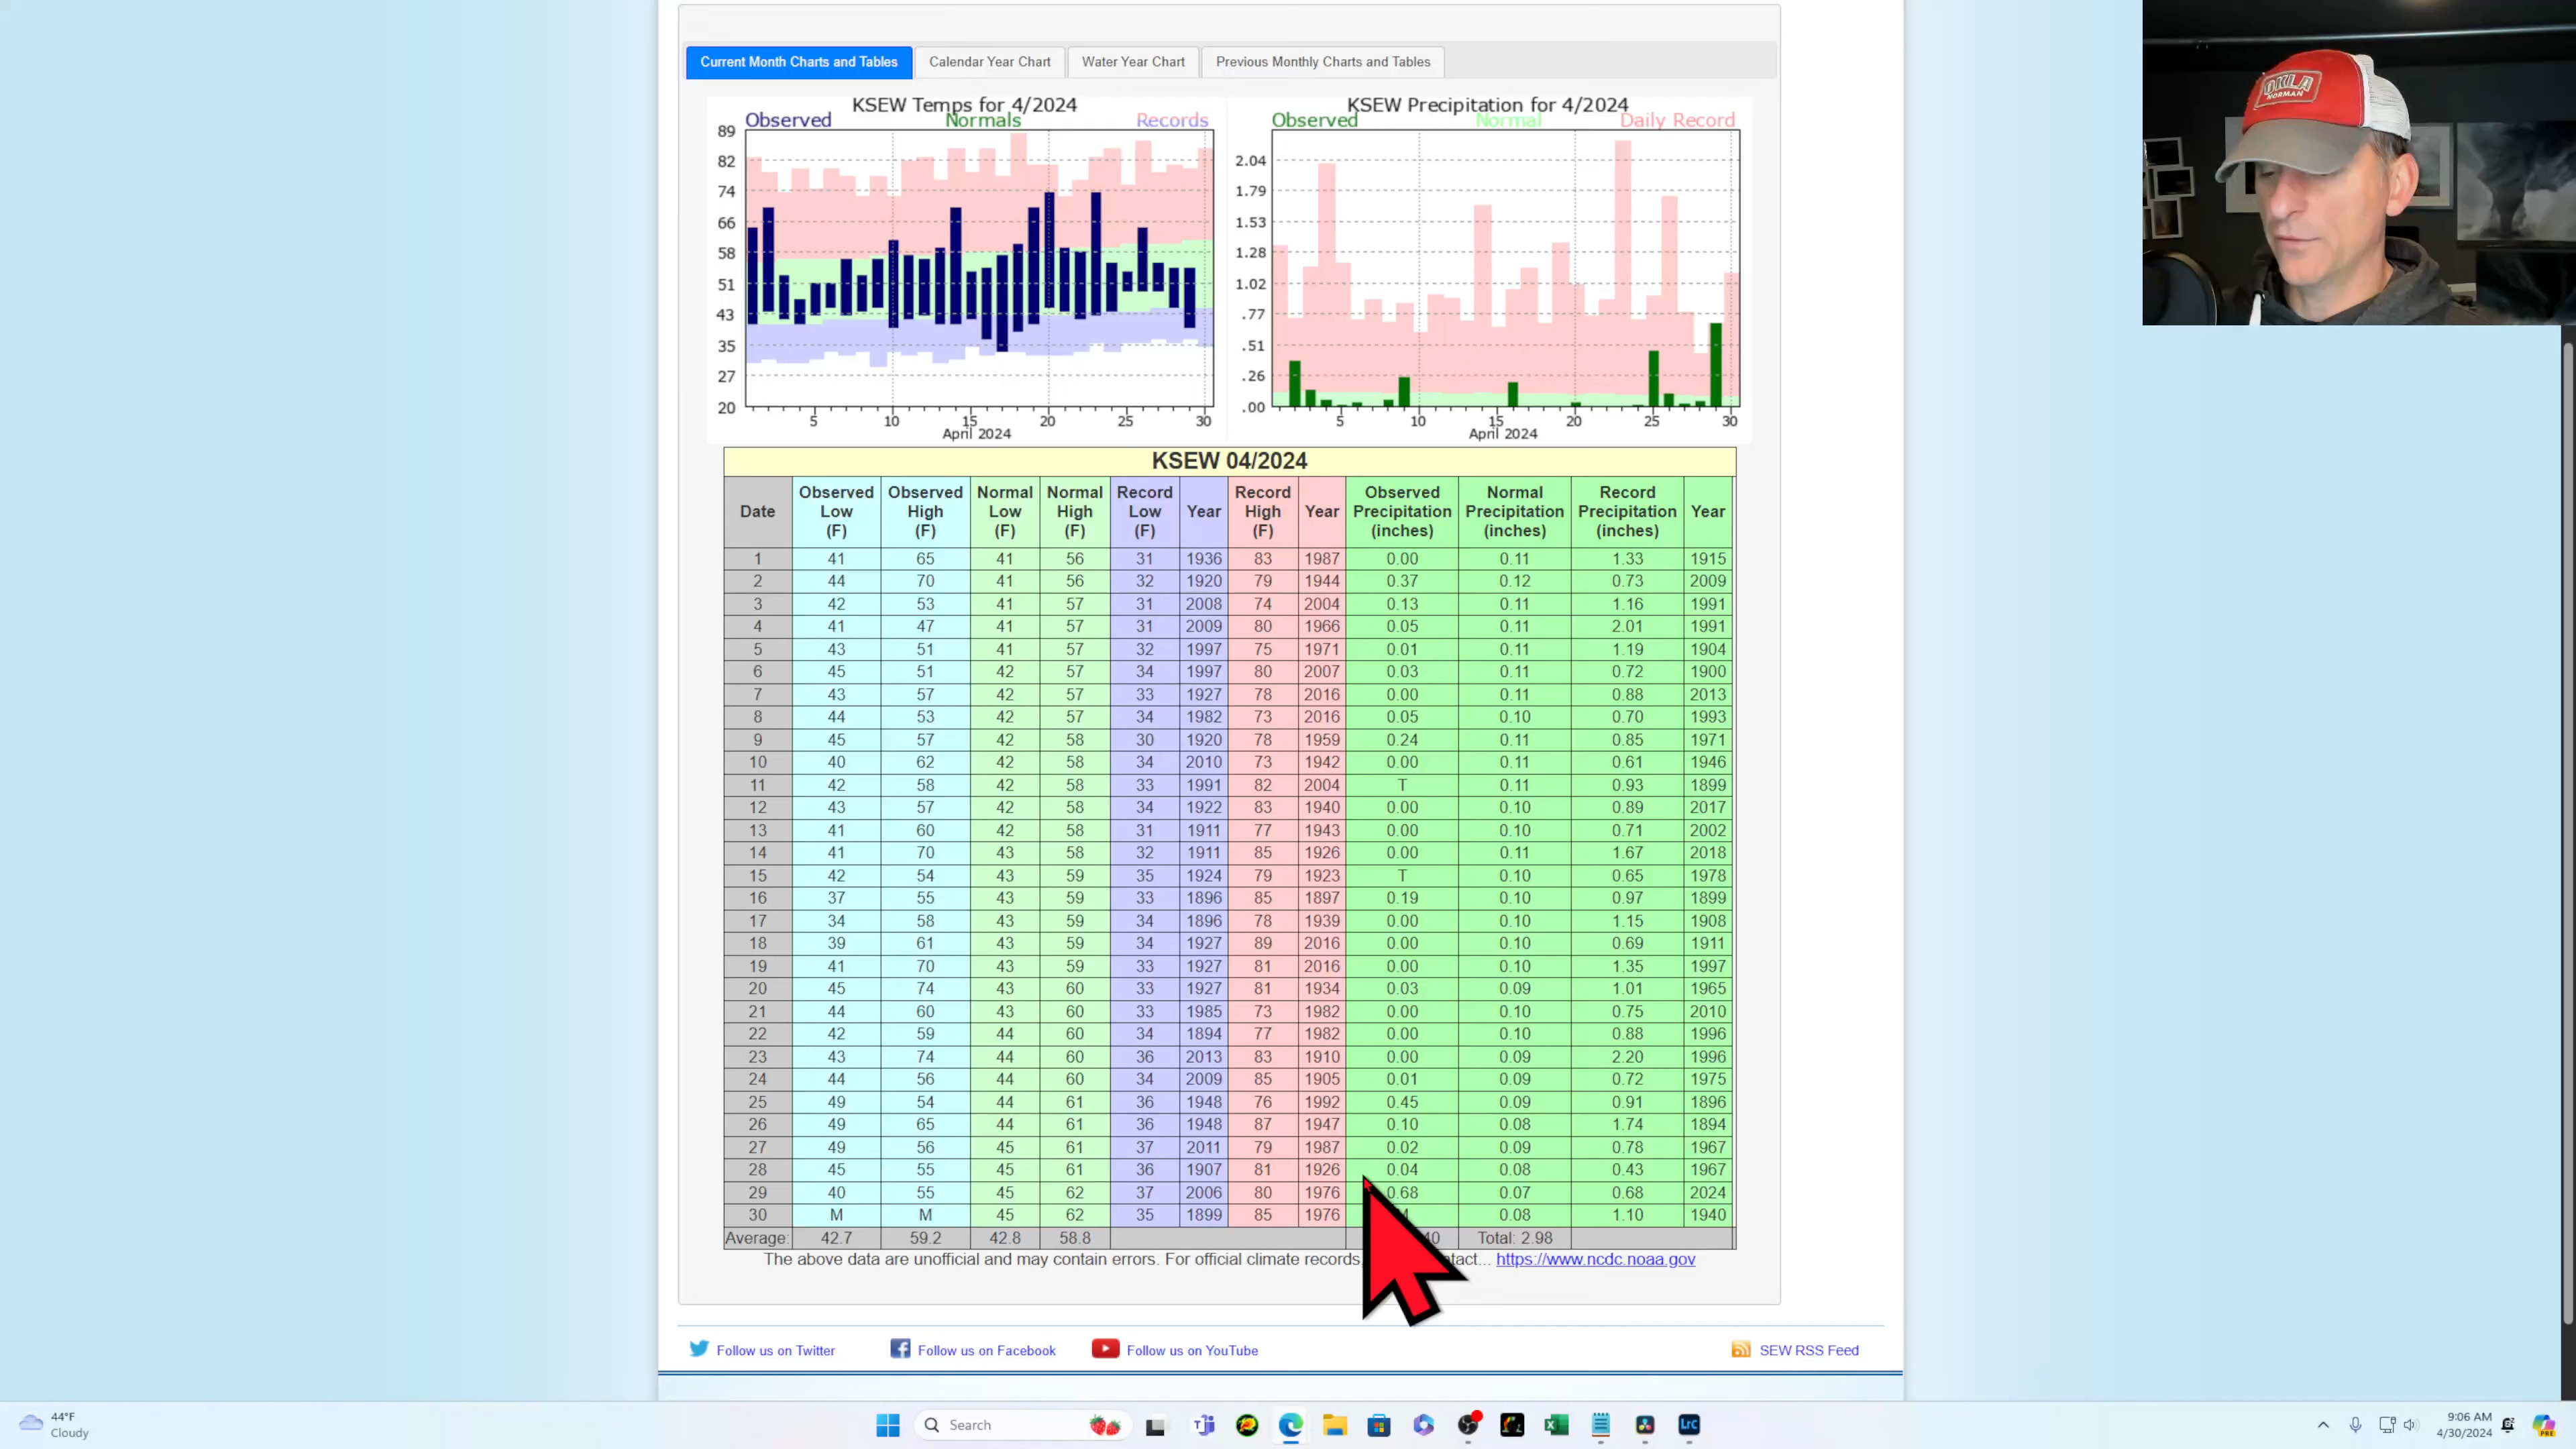 Current Month Charts and Tables Calendar Year Chart Water Year Chart Previous Monthly Charts and Tables
KSEW Temps for 4/2024
Observed Normals Records
89
82
74
66
58
51
43
35
27
20
5 10 15 20 25 30
April 2024
KSEW Precipitation for 4/2024
Observed Normal Daily Record
2.04
1.79
1.53
1.28
1.02
.77
.51
.26
.00
5 10 15 20 25 30
April 2024
KSEW 04/2024
Date Observed Low (F) Observed High (F) Normal Low (F) Normal High (F) Record Low (F) Year Record High (F) Year Observed Precipitation (inches) Normal Precipitation (inches) Record Precipitation (inches) Year
1 41 65 41 56 31 1936 83 1987 0.00 0.11 1.33 1915
2 44 70 41 56 32 1920 79 1944 0.37 0.12 0.73 2009
3 42 53 41 57 31 2008 74 2004 0.13 0.11 1.16 1991
4 41 47 41 57 31 2009 80 1966 0.05 0.11 2.01 1991
5 43 51 41 57 32 1997 75 1971 0.01 0.11 1.19 1904
6 45 51 42 57 34 1997 80 2007 0.03 0.11 0.72 1900
7 43 57 42 57 33 1927 78 2016 0.00 0.11 0.88 2013
8 44 53 42 57 34 1982 73 2016 0.05 0.10 0.70 1993
9 45 57 42 58 30 1920 78 1959 0.24 0.11 0.85 1971
10 40 62 42 58 34 2010 73 1942 0.00 0.11 0.61 1946
11 42 58 42 58 33 1991 82 2004 T 0.11 0.93 1899
12 43 57 42 58 34 1922 83 1940 0.00 0.10 0.89 2017
13 41 60 42 58 31 1911 77 1943 0.00 0.10 0.71 2002
14 41 70 43 58 32 1911 85 1926 0.00 0.11 1.67 2018
15 42 54 43 59 35 1924 79 1923 T 0.10 0.65 1978
16 37 55 43 59 33 1896 85 1897 0.19 0.10 0.97 1899
17 34 58 43 59 34 1896 78 1939 0.00 0.10 1.15 1908
18 39 61 43 59 34 1927 89 2016 0.00 0.10 0.69 1911
19 41 70 43 59 33 1927 81 2016 0.00 0.10 1.35 1997
20 45 74 43 60 33 1927 81 1934 0.03 0.09 1.01 1965
21 44 60 43 60 33 1985 73 1982 0.00 0.10 0.75 2010
22 42 59 44 60 34 1894 77 1982 0.00 0.10 0.88 1996
23 43 74 44 60 36 2013 83 1910 0.00 0.09 2.20 1996
24 44 56 44 60 34 2009 85 1905 0.01 0.09 0.72 1975
25 49 54 44 61 36 1948 76 1992 0.45 0.09 0.91 1896
26 49 65 44 61 36 1948 87 1947 0.10 0.08 1.74 1894
27 49 56 45 61 37 2011 79 1987 0.02 0.09 0.78 1967
28 45 55 45 61 36 1907 81 1926 0.04 0.08 0.43 1967
29 40 55 45 62 37 2006 80 1976 0.68 0.07 0.68 2024
30 M M 45 62 35 1899 85 1976 0.08 1.10 1940
Average: 42.7 59.2 42.8 58.8 Total: 2.98
The above data are unofficial and may contain errors. For official climate records, https://www.ncdc.noaa.gov
Follow us on Twitter Follow us on Facebook Follow us on YouTube SEW RSS Feed
OKLA
NORMAN
44°F
Cloudy
Search
LrC
9:06 AM
4/30/2024
PRE